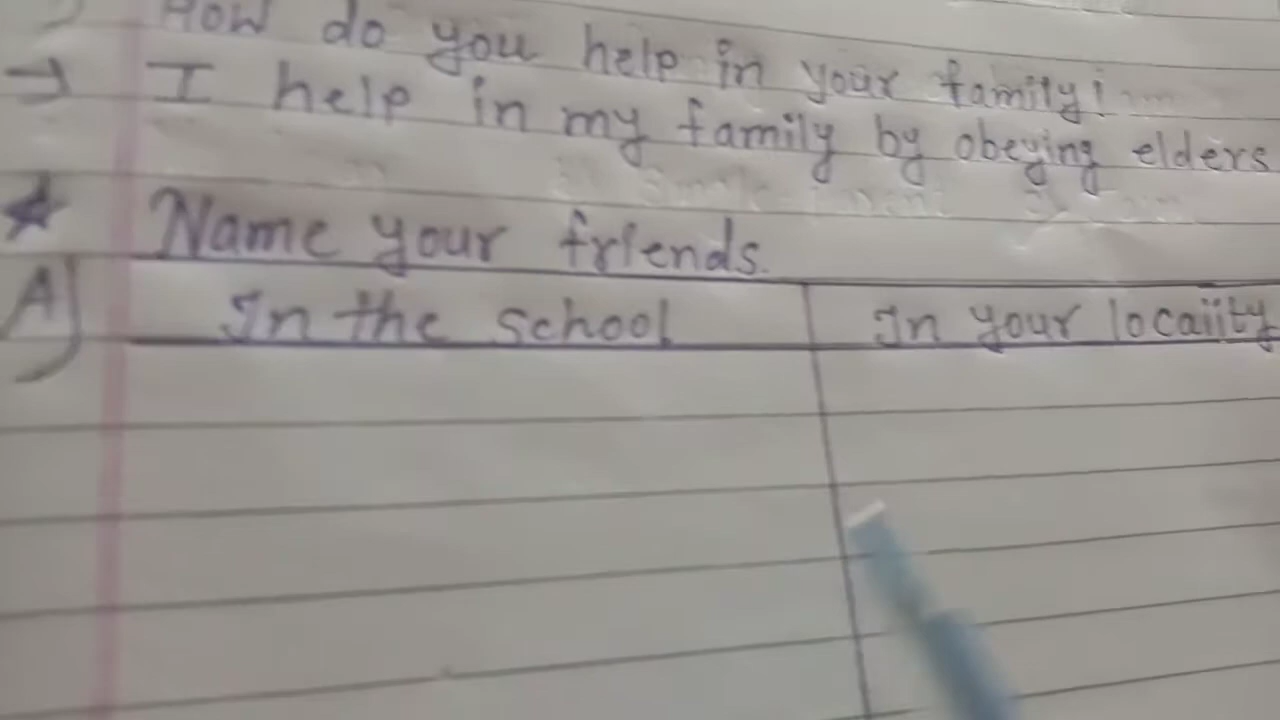 How do you help in your family?
→ I help in my family by obeying elders
★ Name your friends.
A) In the school In your locality